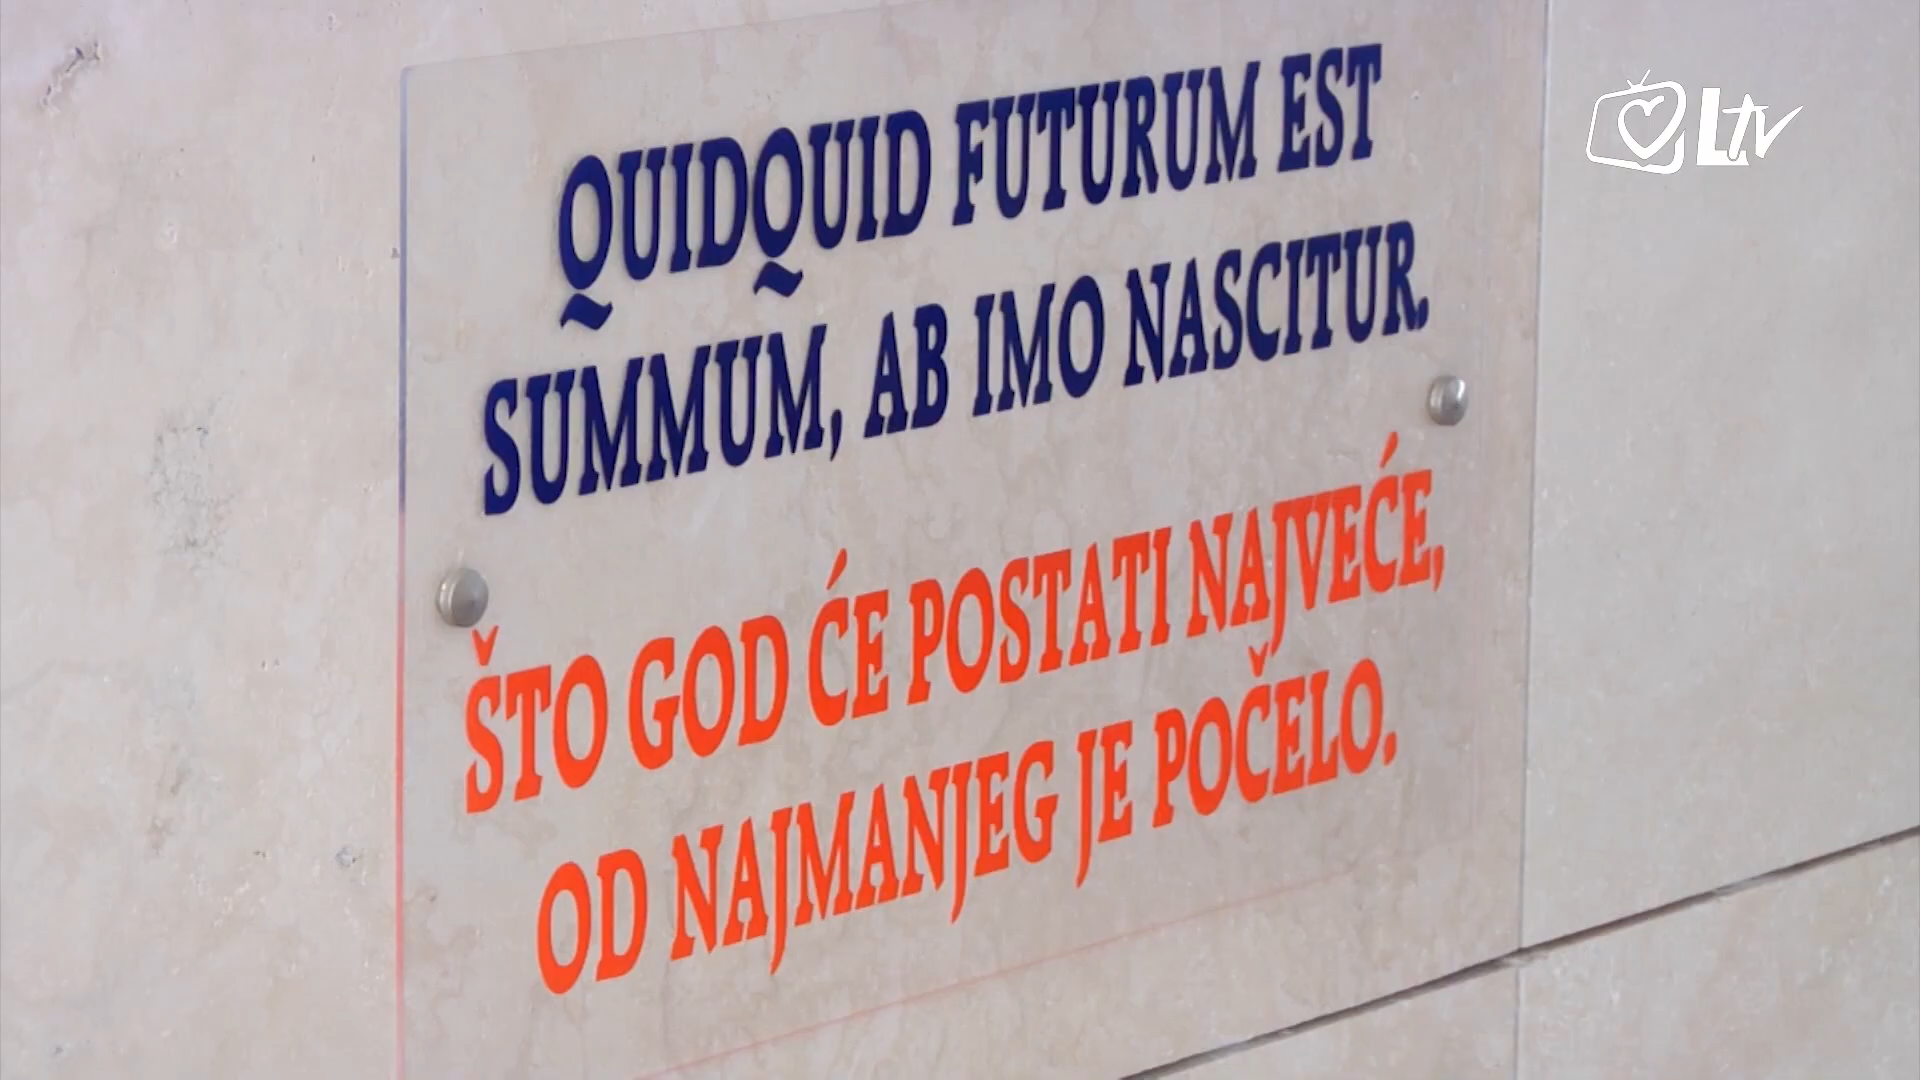 QUIDQUID FUTURUM EST
SUMMUM, AB IMO NASCITUR.
ŠTO GOD ĆE POSTATI NAJVEĆE,
OD NAJMANJEG JE POČELO.
Ltv